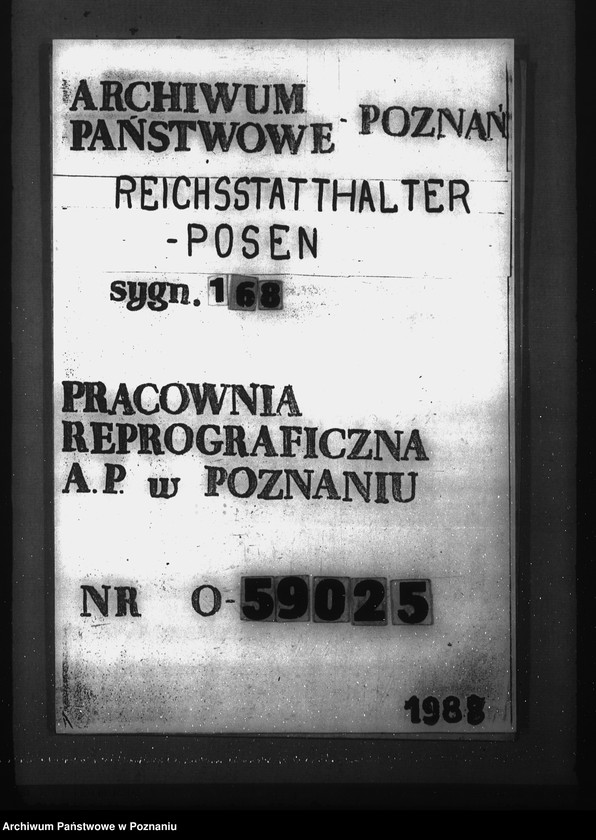 ARCHIWUM
PAŃSTWOWE - POZNAŃ
REICHSSTATTHALTER
-POSEN
sygn. 168
PRACOWNIA
REPROGRAFICZNA
A.P. w POZNANIU
NR O-59025
1988
Archiwum Państwowe w Poznaniu